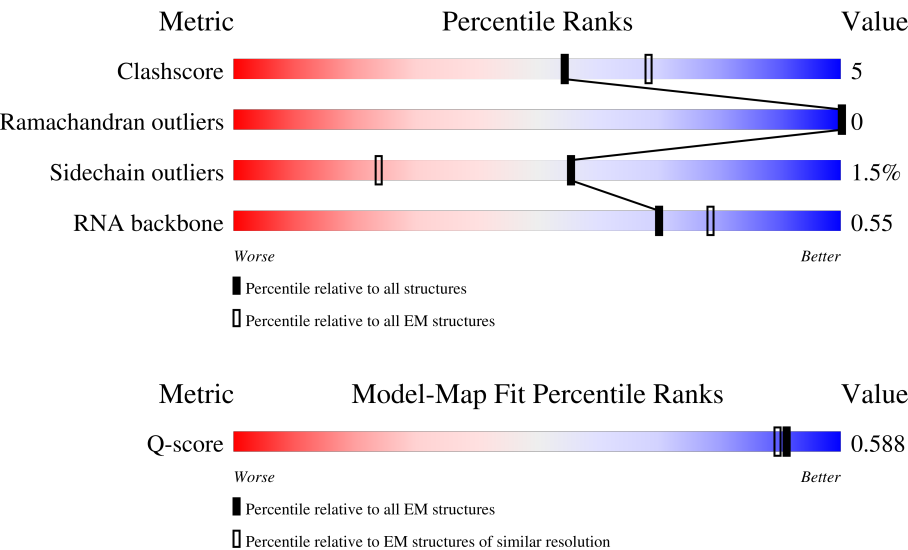 Metric Percentile Ranks Value
Clashscore 5
Ramachandran outliers 0
Sidechain outliers 1.5%
RNA backbone 0.55
Worse Better
Percentile relative to all structures
Percentile relative to all EM structures
Metric Model-Map Fit Percentile Ranks Value
Q-score 0.588
Worse Better
Percentile relative to all EM structures
Percentile relative to EM structures of similar resolution